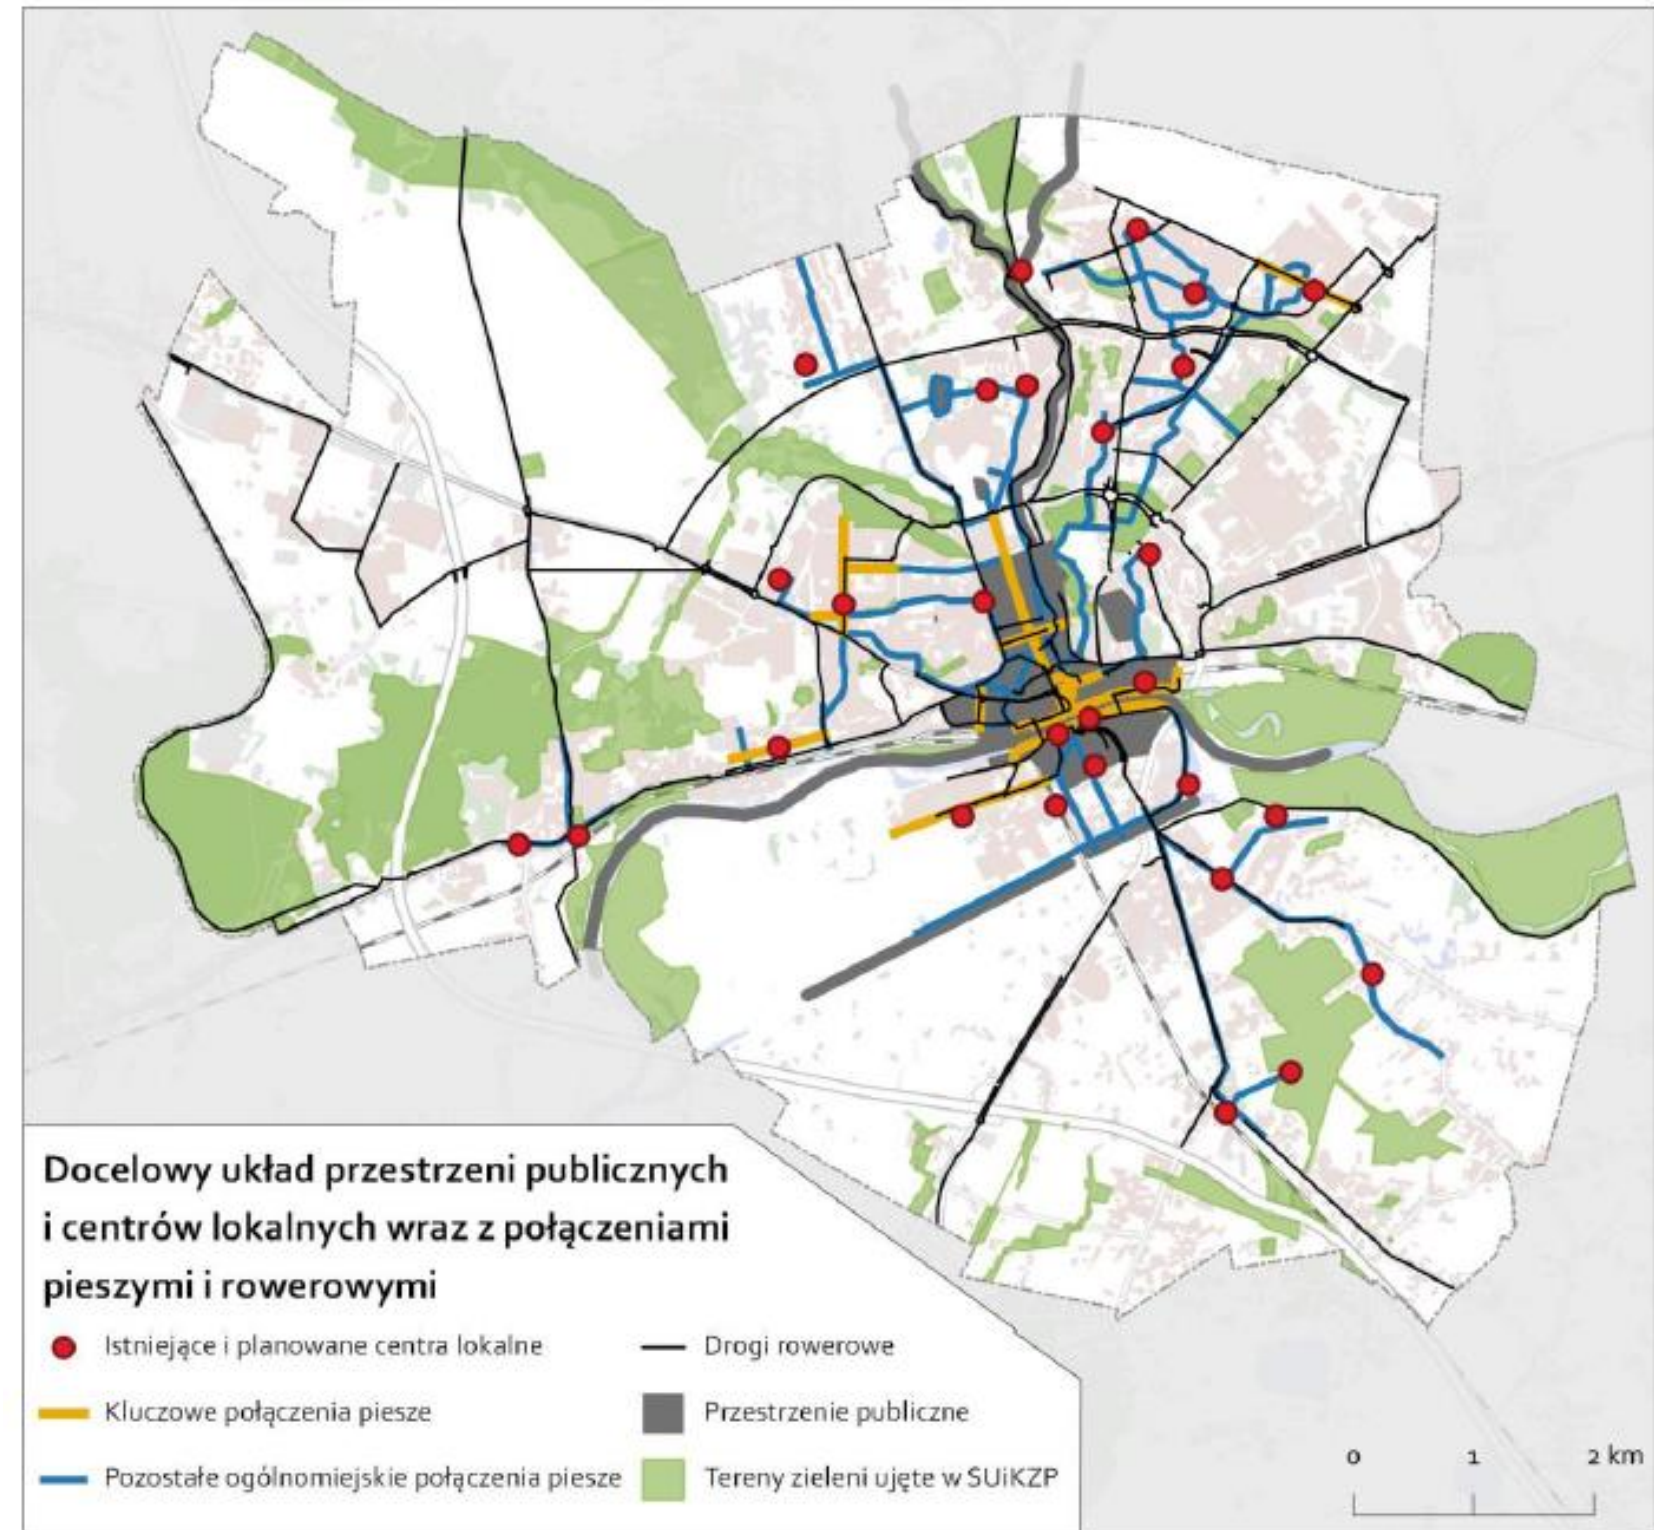 Docelowy układ przestrzeni publicznych
i centrów lokalnych wraz z połączeniami
pieszymi i rowerowymi
Istniejące i planowane centra lokalne
Kluczowe połączenia piesze
Pozostałe ogólnomiejskie połączenia piesze
Drogi rowerowe
Przestrzenie publiczne
Tereny zieleni ujęte w SUiKZP
0 1 2 km